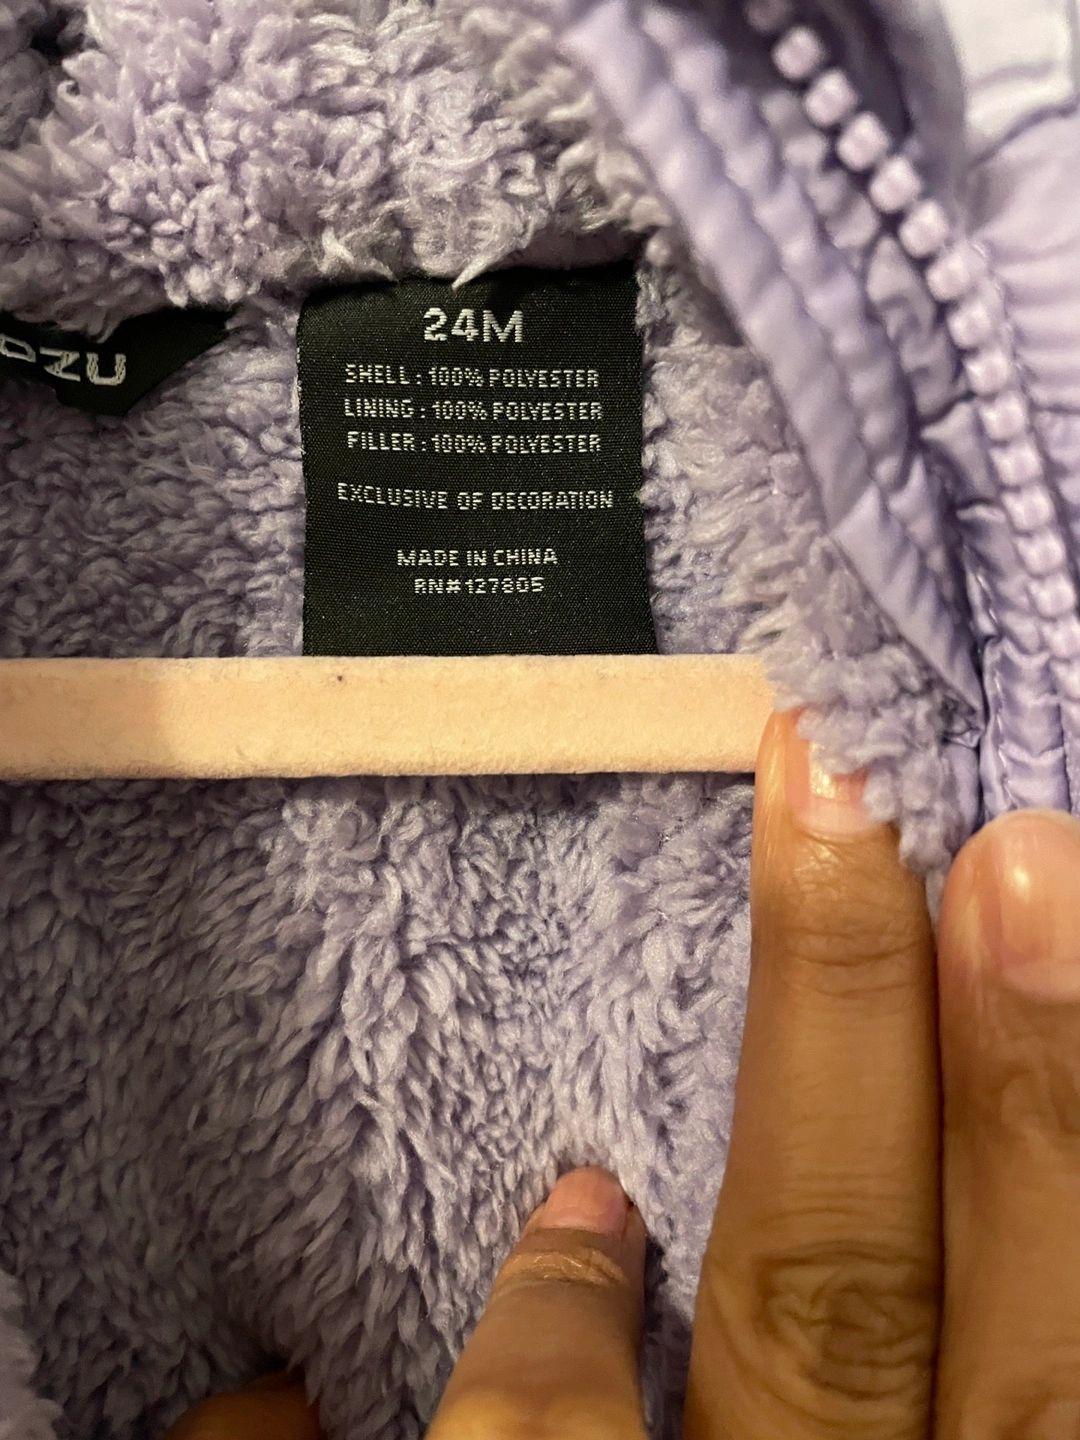 24M
SHELL : 100% POLYESTER
LINING : 100% POLYESTER
FILLER : 100% POLYESTER
EXCLUSIVE OF DECORATION
MADE IN CHINA
RN#127805